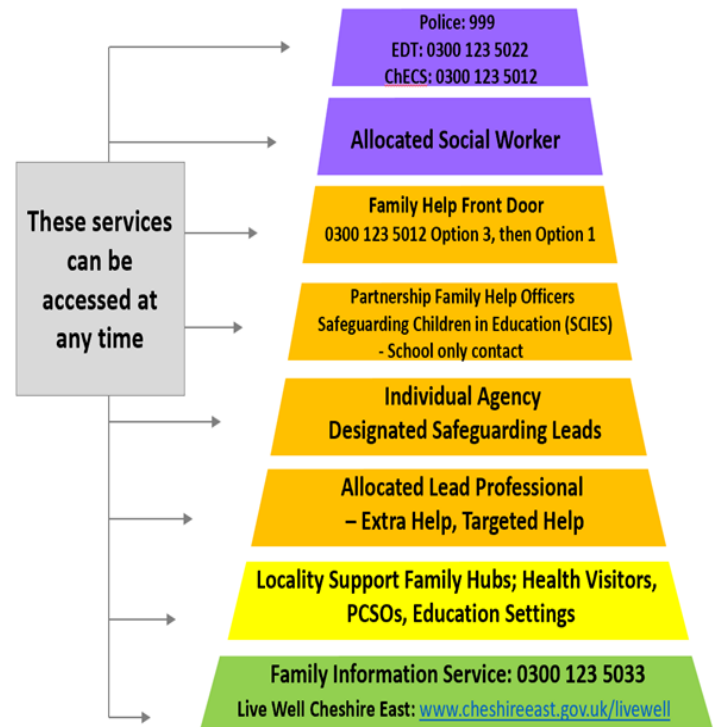 Police: 999
EDT: 0300 123 5022
ChECS: 0300 123 5012
Allocated Social Worker
Family Help Front Door
0300 123 5012 Option 3, then Option 1
These services
can be
accessed at
any time
Partnership Family Help Officers
Safeguarding Children in Education (SCIES)
- School only contact
Individual Agency
Designated Safeguarding Leads
Allocated Lead Professional
– Extra Help, Targeted Help
Locality Support Family Hubs; Health Visitors,
PCSOs, Education Settings
Family Information Service: 0300 123 5033
Live Well Cheshire East: www.cheshireeast.gov.uk/livewell